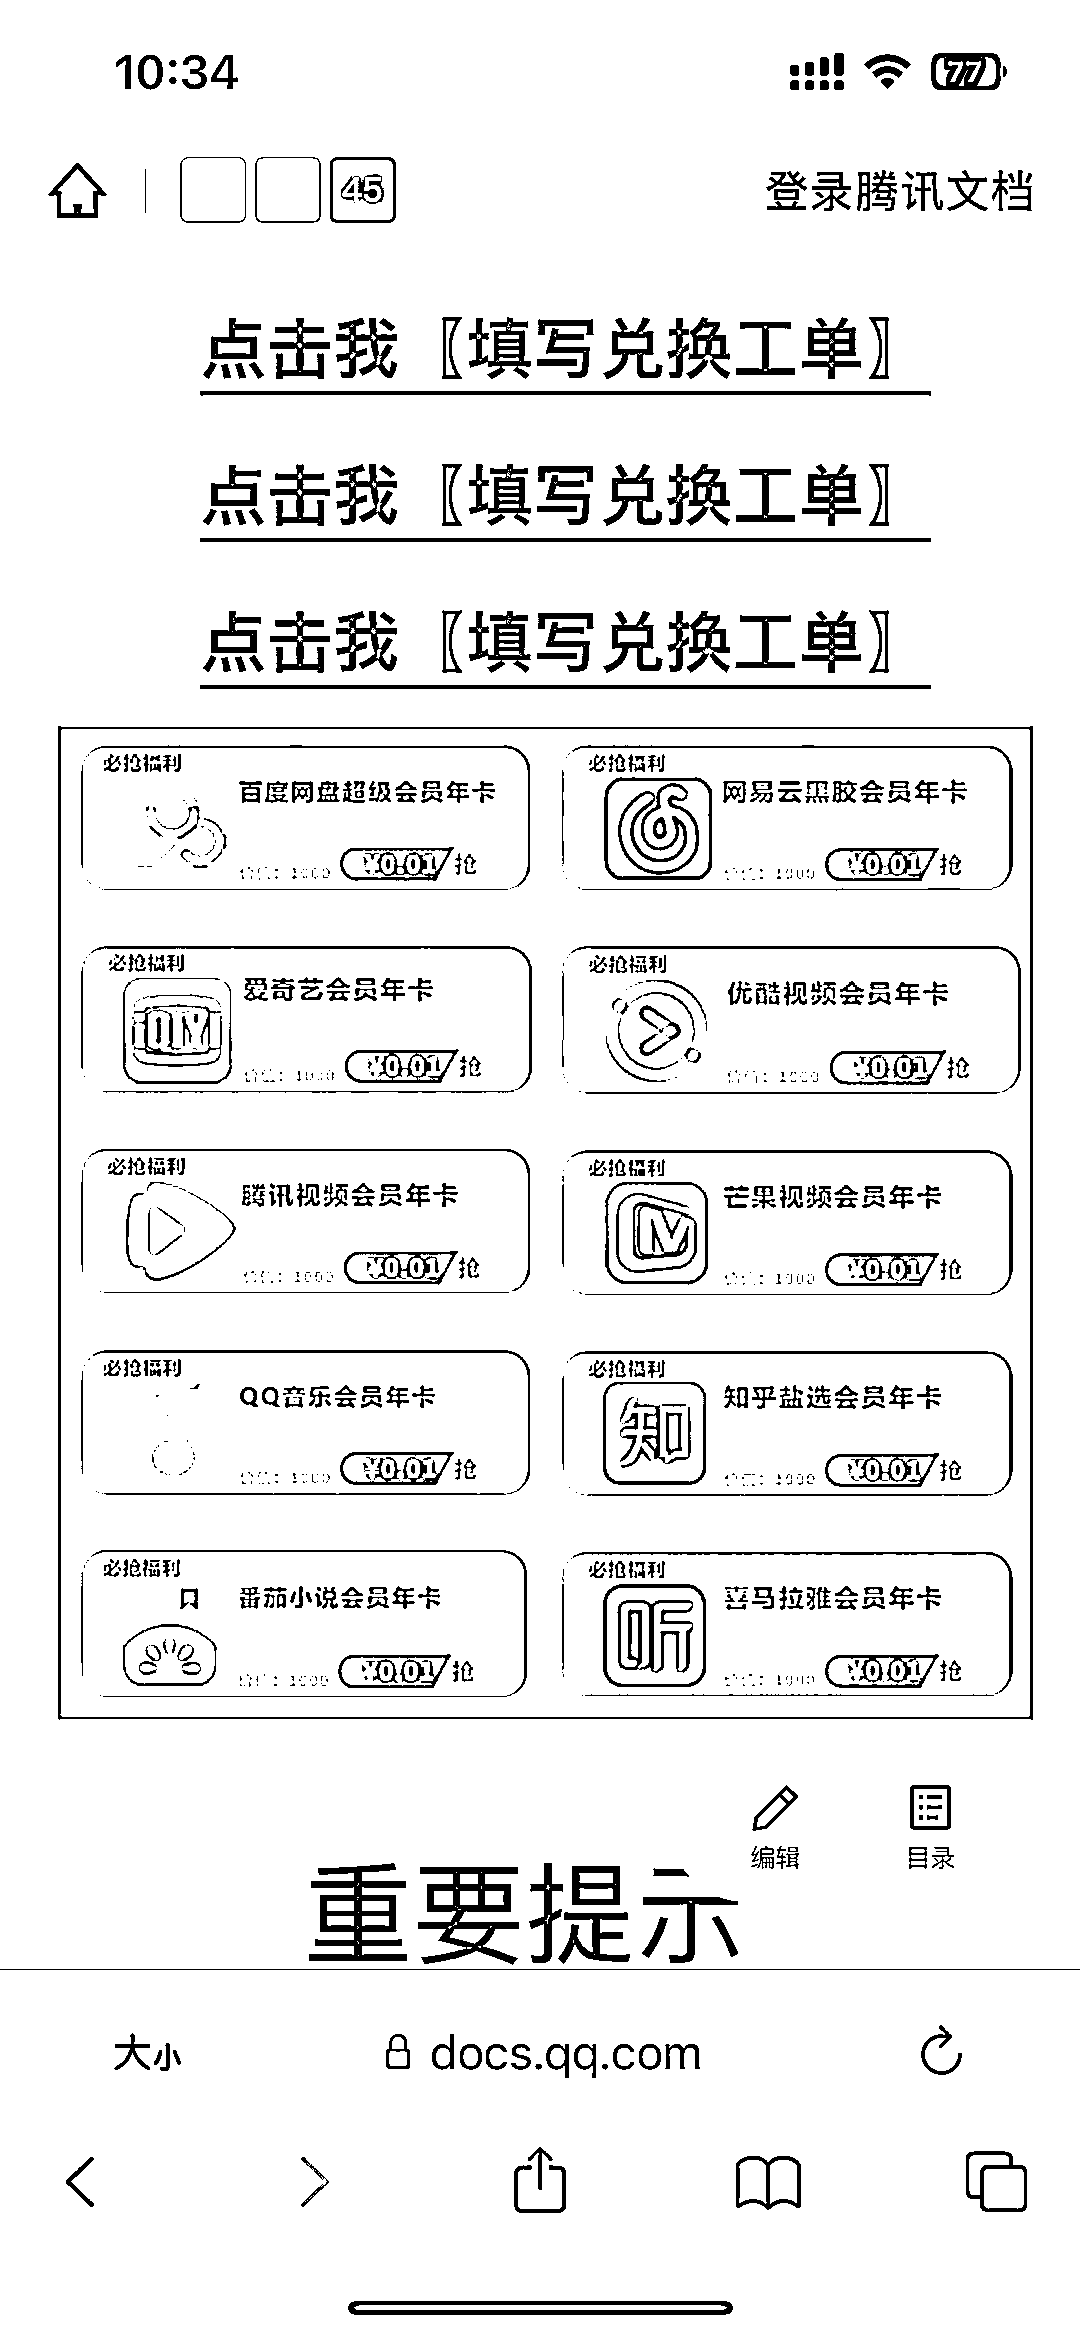 10:34
77
45
登录腾讯文档
点击我〖填写兑换工单〗
点击我〖填写兑换工单〗
点击我〖填写兑换工单〗
必抢福利
百度网盘超级会员年卡
¥0.01 抢
必抢福利
网易云黑胶会员年卡
¥0.01 抢
必抢福利
iQIYI
爱奇艺会员年卡
¥0.01 抢
必抢福利
优酷视频会员年卡
¥0.01 抢
必抢福利
腾讯视频会员年卡
¥0.01 抢
必抢福利
芒果视频会员年卡
¥0.01 抢
必抢福利
QQ音乐会员年卡
¥0.01 抢
必抢福利
知
知乎盐选会员年卡
¥0.01 抢
必抢福利
番茄小说会员年卡
¥0.01 抢
必抢福利
听
喜马拉雅会员年卡
¥0.01 抢
编辑
目录
重要提示
大小
docs.qq.com